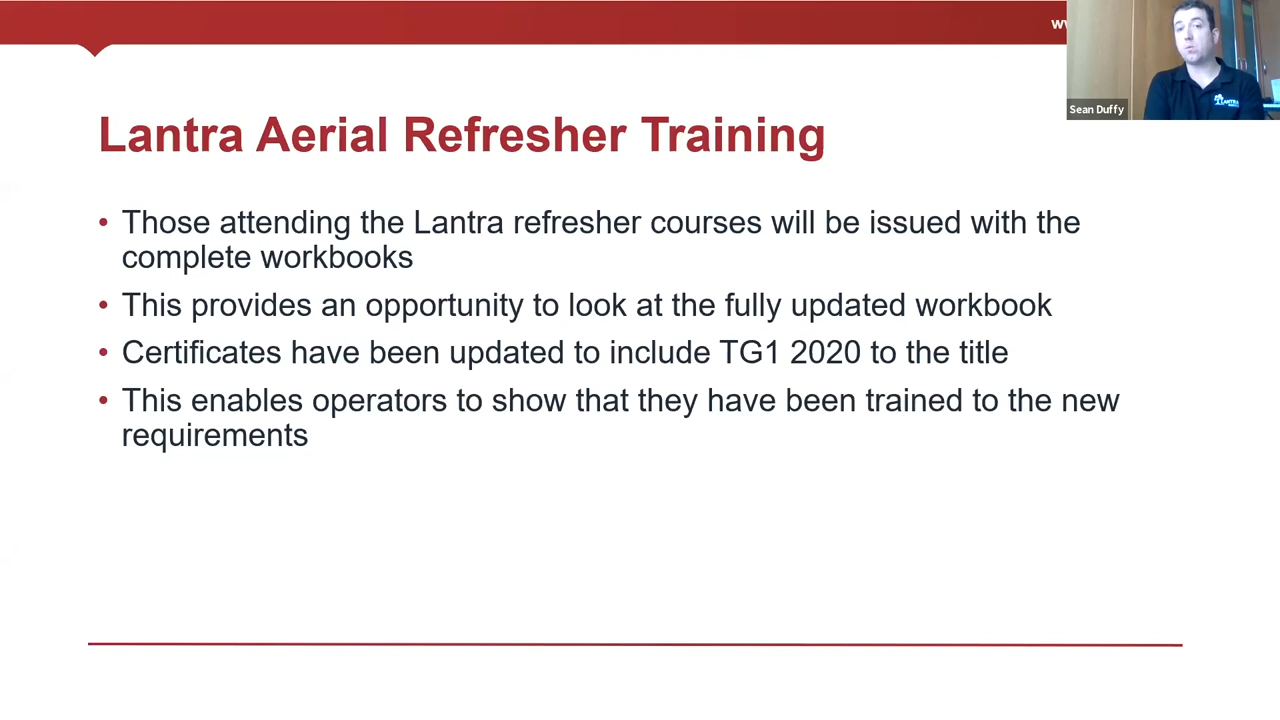 Sean Duffy
LANTRA
Lantra Aerial Refresher Training
• Those attending the Lantra refresher courses will be issued with the
complete workbooks
• This provides an opportunity to look at the fully updated workbook
• Certificates have been updated to include TG1 2020 to the title
• This enables operators to show that they have been trained to the new
requirements